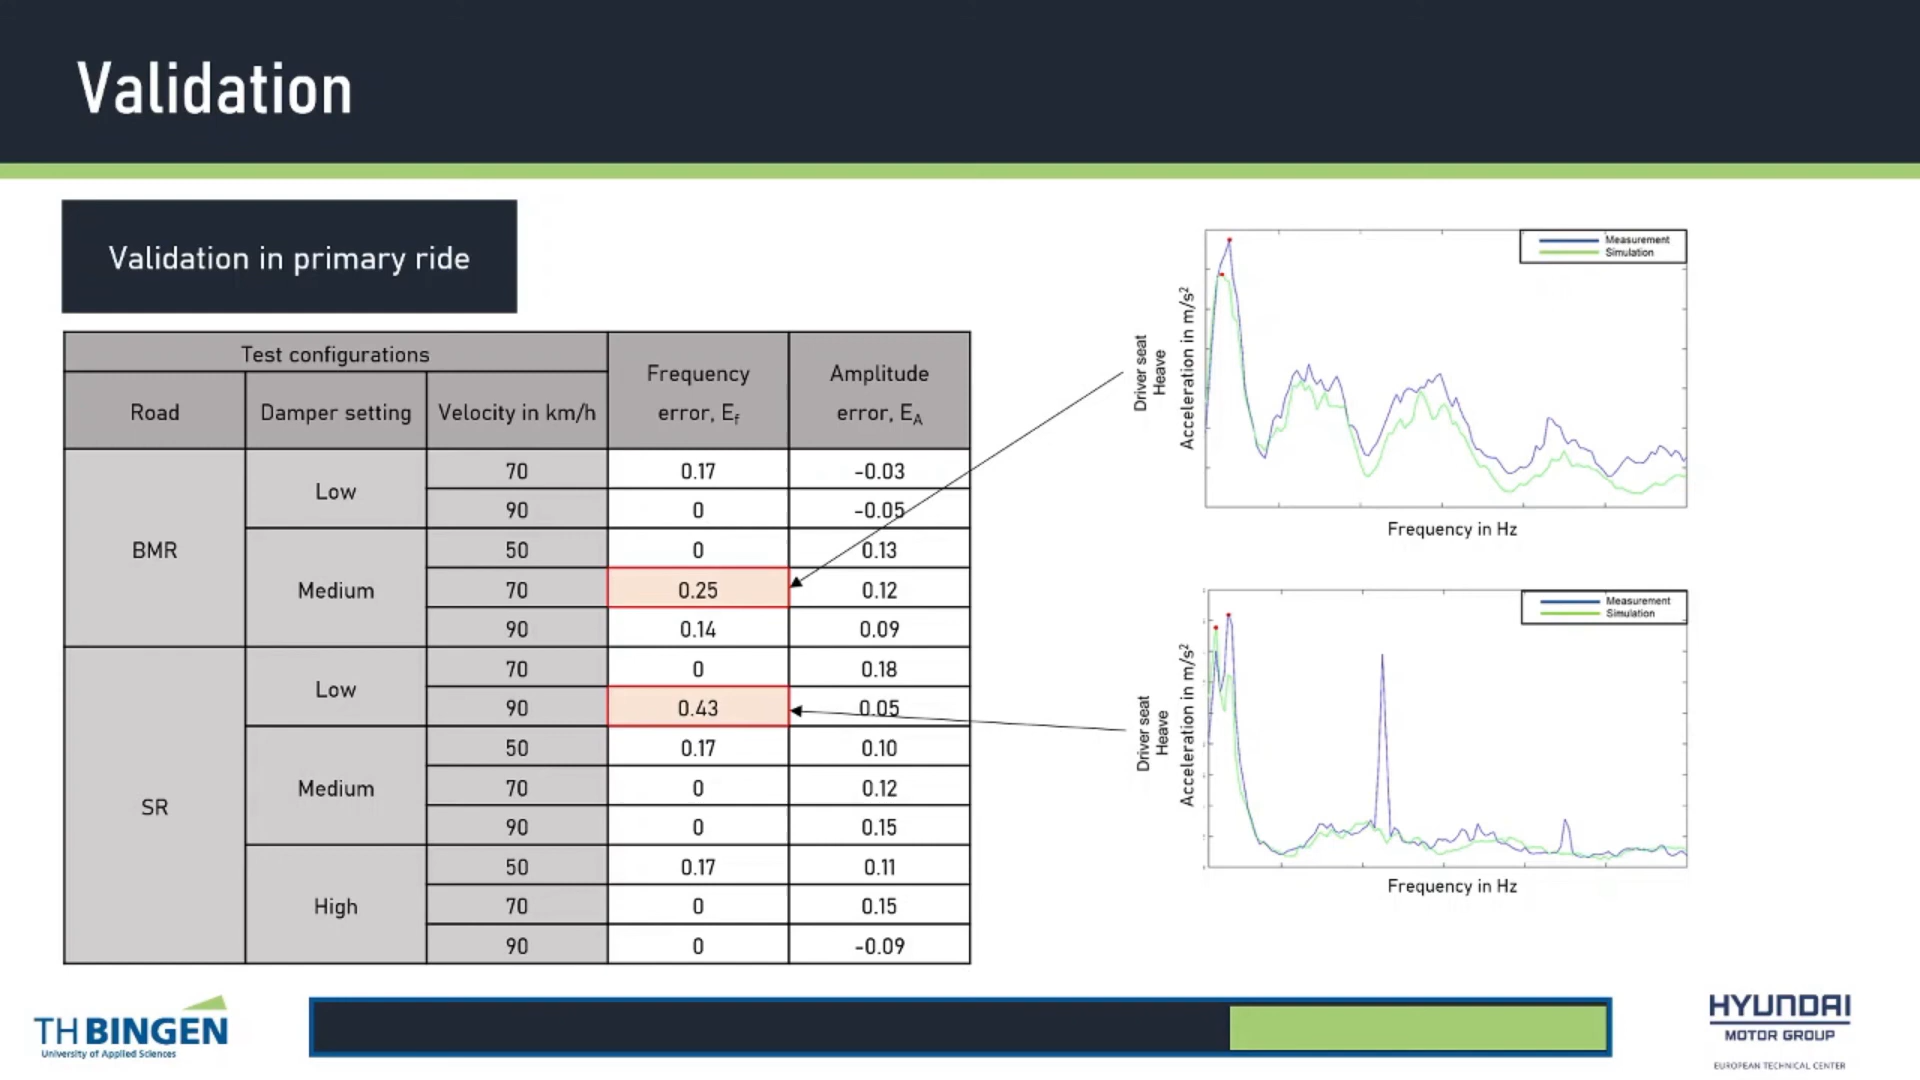 Validation
Validation in primary ride
Test configurations
Frequency error, E_f
Amplitude error, E_A
Road
Damper setting
Velocity in km/h
BMR
Low
70 0.17 -0.03
90 0 -0.05
Medium
50 0 0.13
70 0.25 0.12
90 0.14 0.09
SR
Low
70 0 0.18
90 0.43 0.05
Medium
50 0.17 0.10
70 0 0.12
90 0 0.15
High
50 0.17 0.11
70 0 0.15
90 0 -0.09
Driver seat
Heave
Acceleration in m/s²
Measurement
Simulation
Frequency in Hz
Driver seat
Heave
Acceleration in m/s²
Measurement
Simulation
Frequency in Hz
TH BINGEN
University of Applied Sciences
HYUNDAI
MOTOR GROUP
EUROPEAN TECHNICAL CENTER